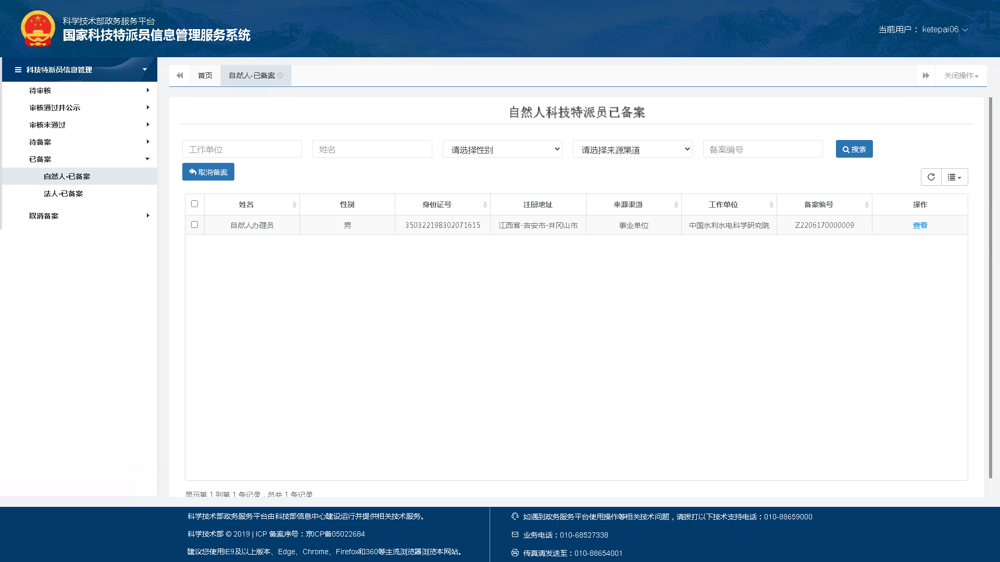 科学技术部政务服务平台
国家科技特派员信息管理服务系统
当前用户： ketepai06
科技特派员信息管理
待审核
审核通过并公示
审核未通过
待备案
已备案
自然人-已备案
法人-已备案
取消备案
首页 自然人-已备案 关闭操作
自然人科技特派员已备案
工作单位 姓名 请选择性别 请选择来源渠道 备案编号 搜索
取消备案
姓名 性别 身份证号 注册地址 来源渠道 工作单位 备案编号 操作
自然人办理员 男 350322198302071615 江西省-吉安市-井冈山市 事业单位 中国水利水电科学研究院 Z2206170000009 查看
显示第 1 到第 1 条记录，总共 1 条记录
科学技术部政务服务平台由科技部信息中心建设运行并提供相关技术服务。
科学技术部 © 2019 | ICP 备案序号：京ICP备05022684
建议您使用IE9及以上版本、Edge、Chrome、Firefox和360等主流浏览器浏览本网站。
如遇到政务服务平台使用操作等相关技术问题，请拨打以下技术支持电话：010-88659000
业务电话：010-68527338
传真请发送至：010-88654001